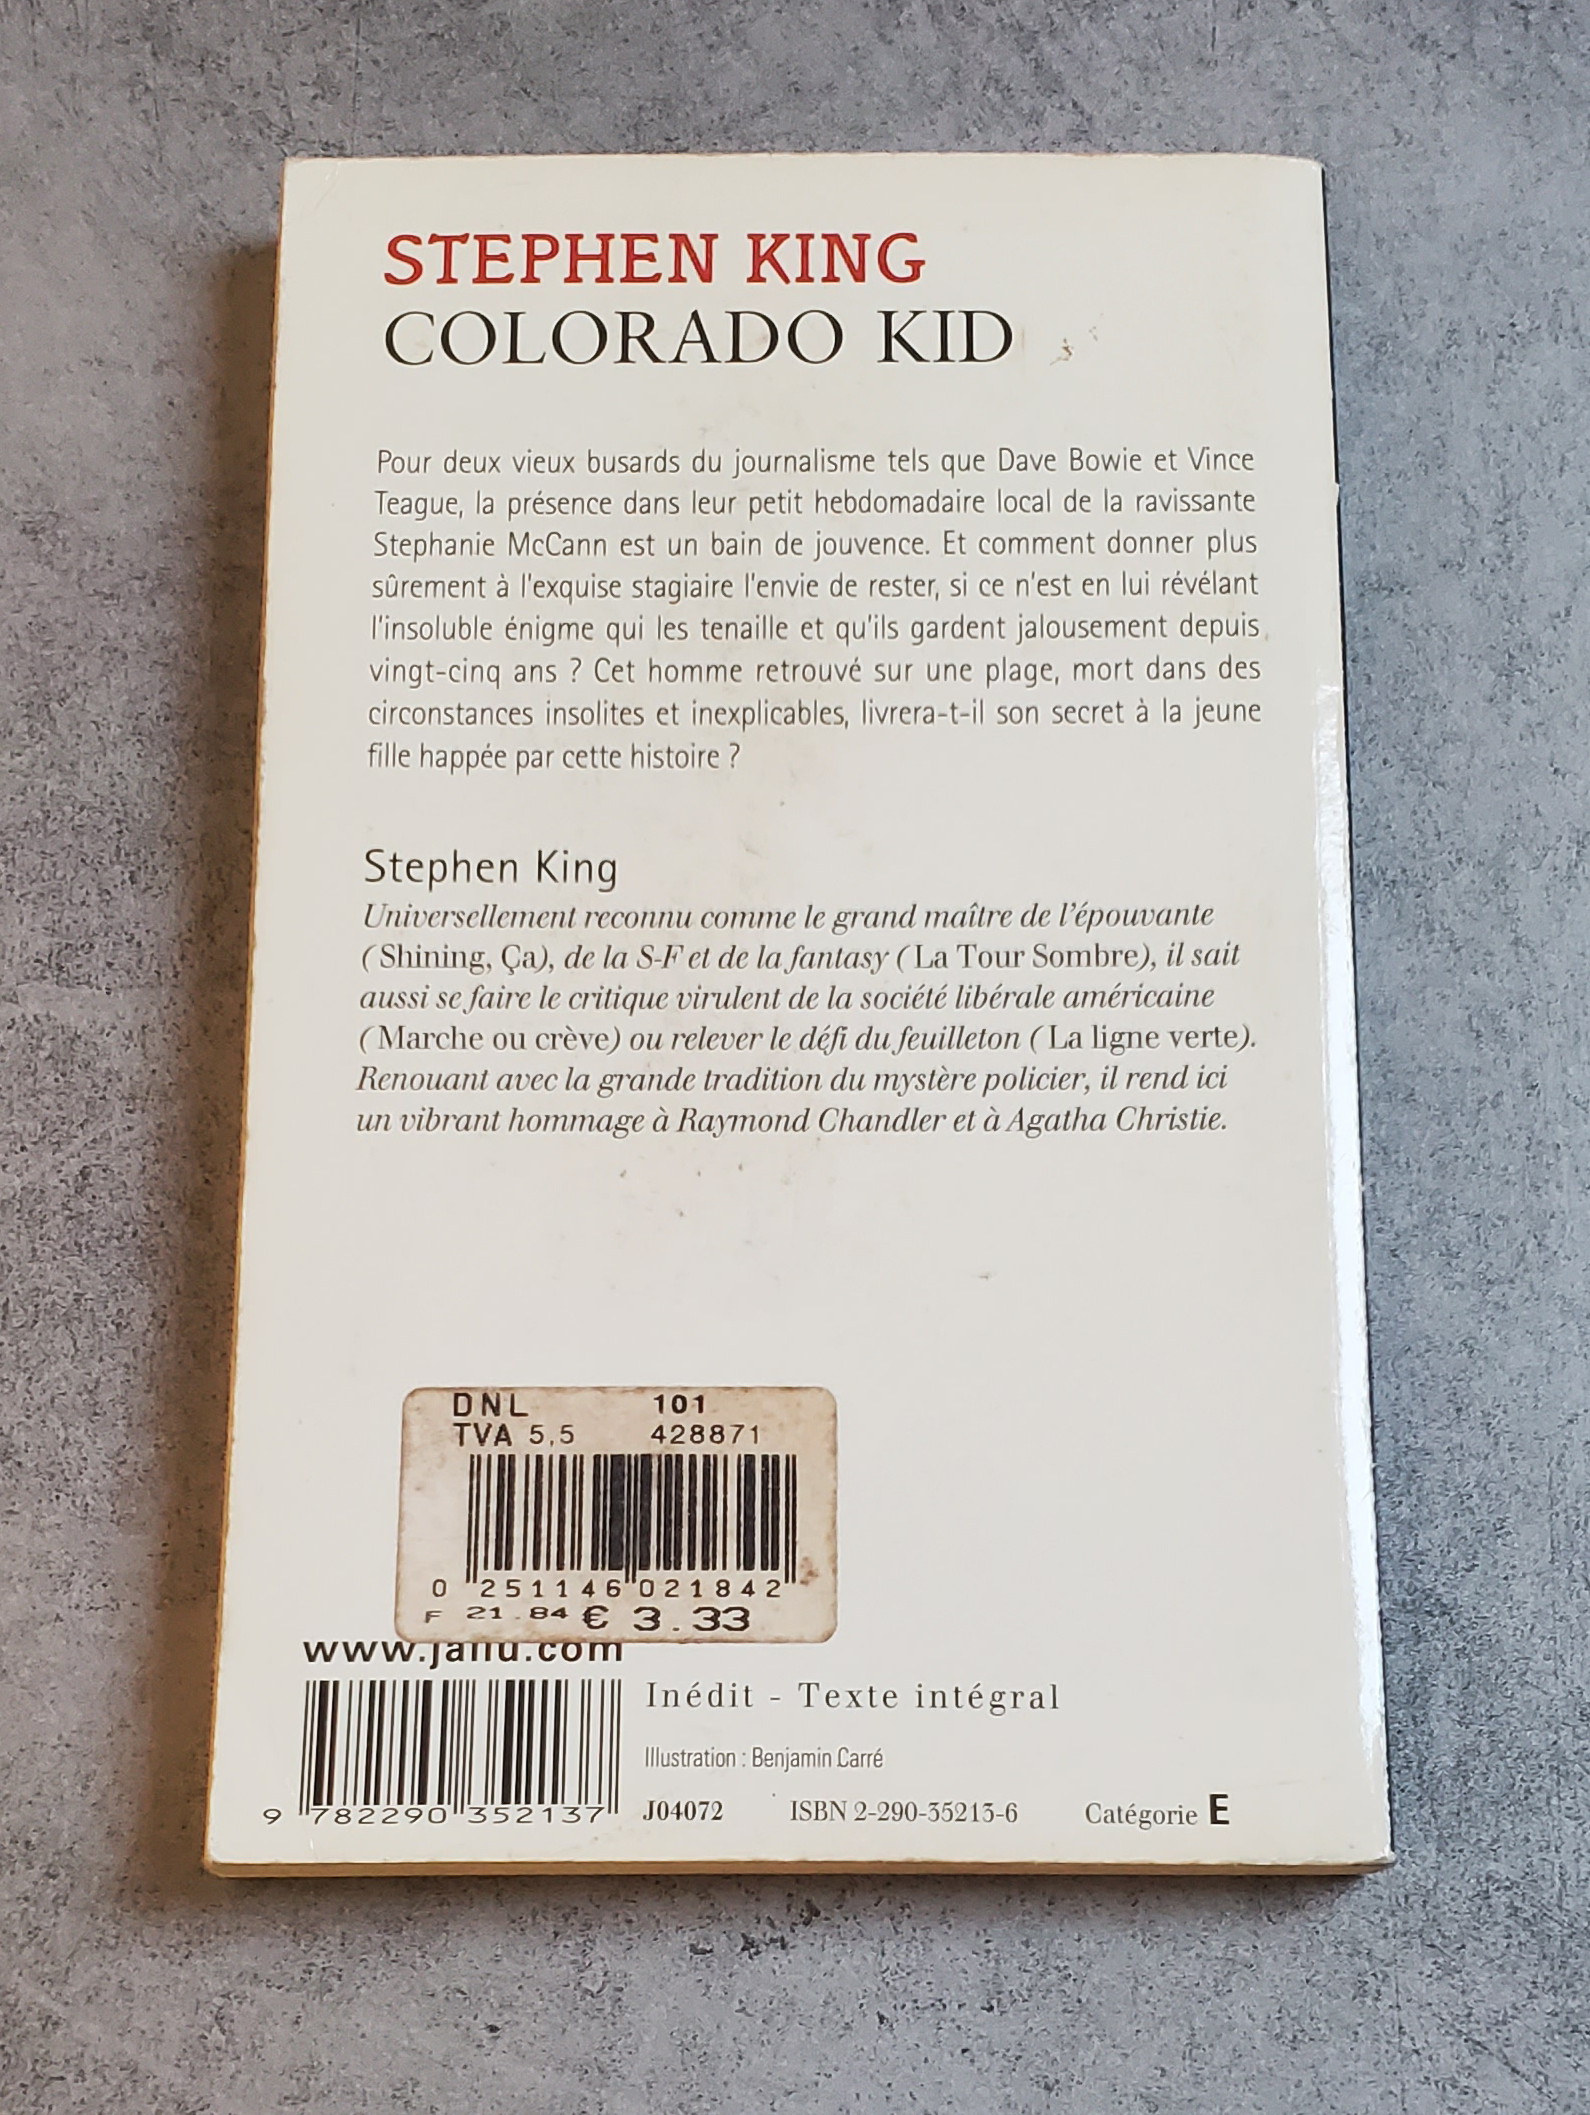 STEPHEN KING
COLORADO KID
Pour deux vieux busards du journalisme tels que Dave Bowie et Vince
Teague, la présence dans leur petit hebdomadaire local de la ravissante
Stephanie McCann est un bain de jouvence. Et comment donner plus
sûrement à l'exquise stagiaire l'envie de rester, si ce n'est en lui révélant
l'insoluble énigme qui les tenaille et qu'ils gardent jalousement depuis
vingt-cinq ans ? Cet homme retrouvé sur une plage, mort dans des
circonstances insolites et inexplicables, livrera-t-il son secret à la jeune
fille happée par cette histoire ?
Stephen King
Universellement reconnu comme le grand maître de l'épouvante
(Shining, Ça), de la S-F et de la fantasy (La Tour Sombre), il sait
aussi se faire le critique virulent de la société libérale américaine
(Marche ou crève) ou relever le défi du feuilleton (La ligne verte).
Renouant avec la grande tradition du mystère policier, il rend ici
un vibrant hommage à Raymond Chandler et à Agatha Christie.
DNL 101
TVA 5,5 428871
0 251146 021842
F 21.84 € 3.33
www.jailu.com
Inédit - Texte intégral
Illustration : Benjamin Carré
9 782290 352137 J04072 ISBN 2-290-35213-6 Catégorie E